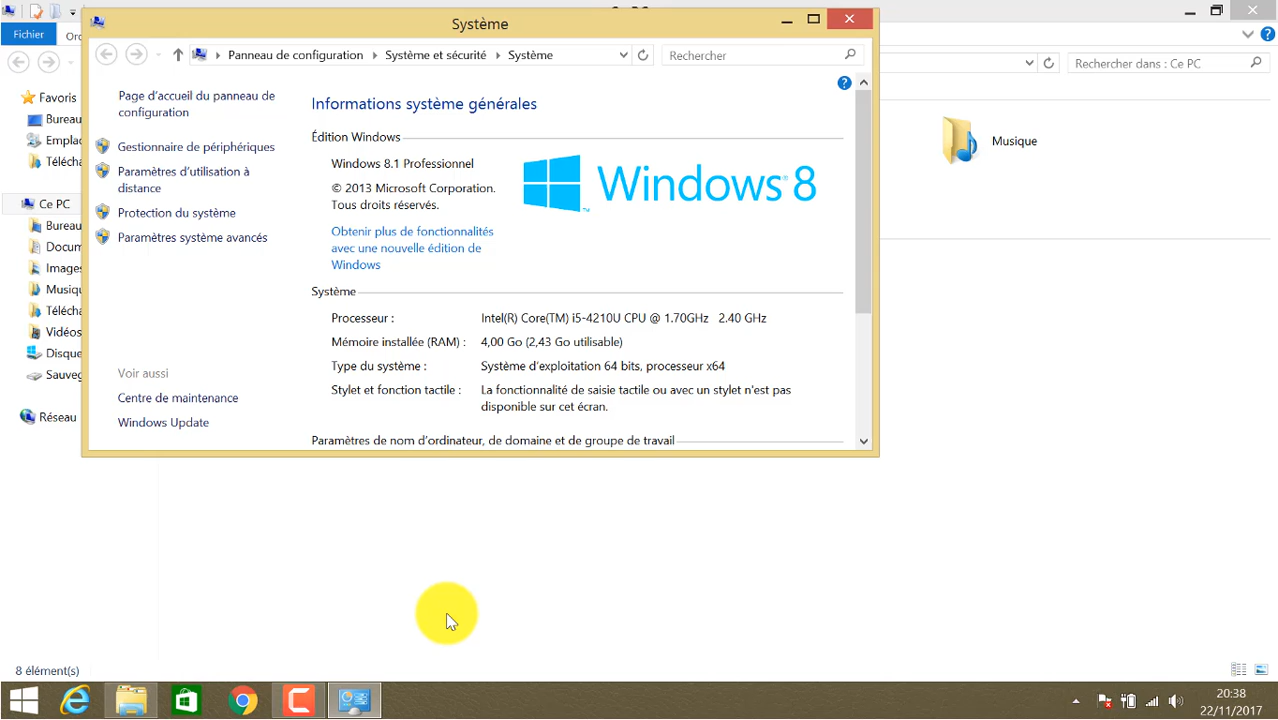 Système
Fichier
Panneau de configuration
Système et sécurité
Système
Rechercher
Rechercher dans : Ce PC
Page d'accueil du panneau de
configuration
Gestionnaire de périphériques
Paramètres d'utilisation à
distance
Protection du système
Paramètres système avancés
Voir aussi
Centre de maintenance
Windows Update
Informations système générales
Édition Windows
Windows 8.1 Professionnel
© 2013 Microsoft Corporation.
Tous droits réservés.
Obtenir plus de fonctionnalités
avec une nouvelle édition de
Windows
Windows® 8
Système
Processeur : Intel(R) Core(TM) i5-4210U CPU @ 1.70GHz 2.40 GHz
Mémoire installée (RAM) : 4,00 Go (2,43 Go utilisable)
Type du système : Système d'exploitation 64 bits, processeur x64
Stylet et fonction tactile : La fonctionnalité de saisie tactile ou avec un stylet n'est pas
disponible sur cet écran.
Paramètres de nom d'ordinateur, de domaine et de groupe de travail
Favoris
Bureau
Ce PC
Bureau
Images
Vidéos
Réseau
Musique
8 élément(s)
20:38
22/11/2017